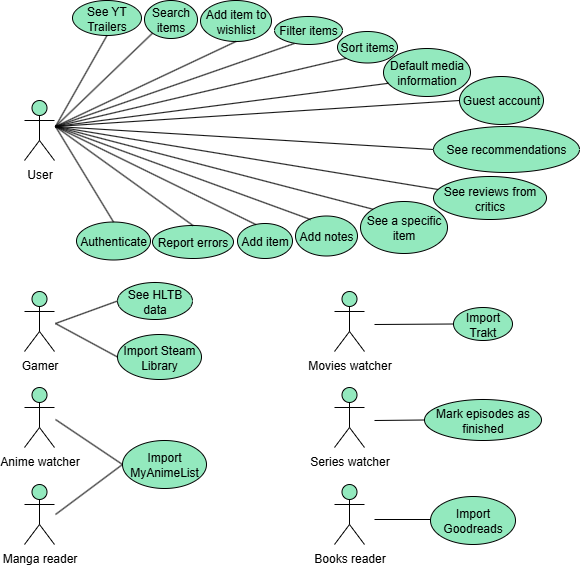 See YT
Trailers
Search
items
Add item to
wishlist
Filter items
Sort items
Default media
information
Guest account
See recommendations
See reviews from
critics
See a specific
item
Add notes
Add item
Report errors
Authenticate
User
Gamer
See HLTB
data
Import Steam
Library
Movies watcher
Import
Trakt
Anime watcher
Import
MyAnimeList
Manga reader
Series watcher
Mark episodes as
finished
Books reader
Import
Goodreads